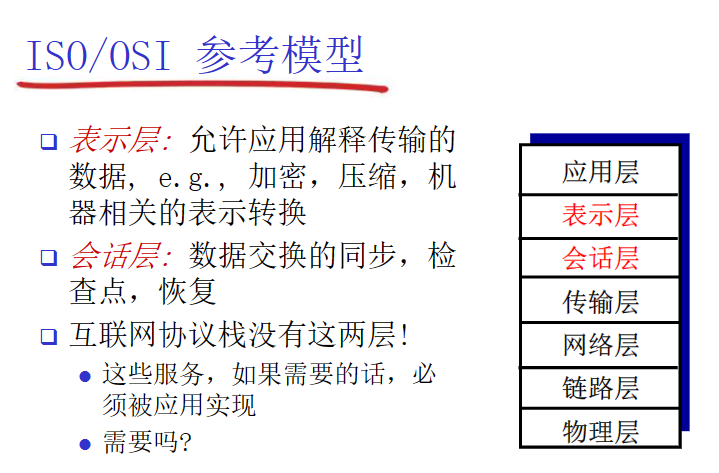 ISO/OSI 参考模型
表示层: 允许应用解释传输的
数据, e.g., 加密，压缩，机
器相关的表示转换
会话层: 数据交换的同步，检
查点，恢复
互联网协议栈没有这两层!
这些服务，如果需要的话，必
须被应用实现
需要吗?
应用层
表示层
会话层
传输层
网络层
链路层
物理层